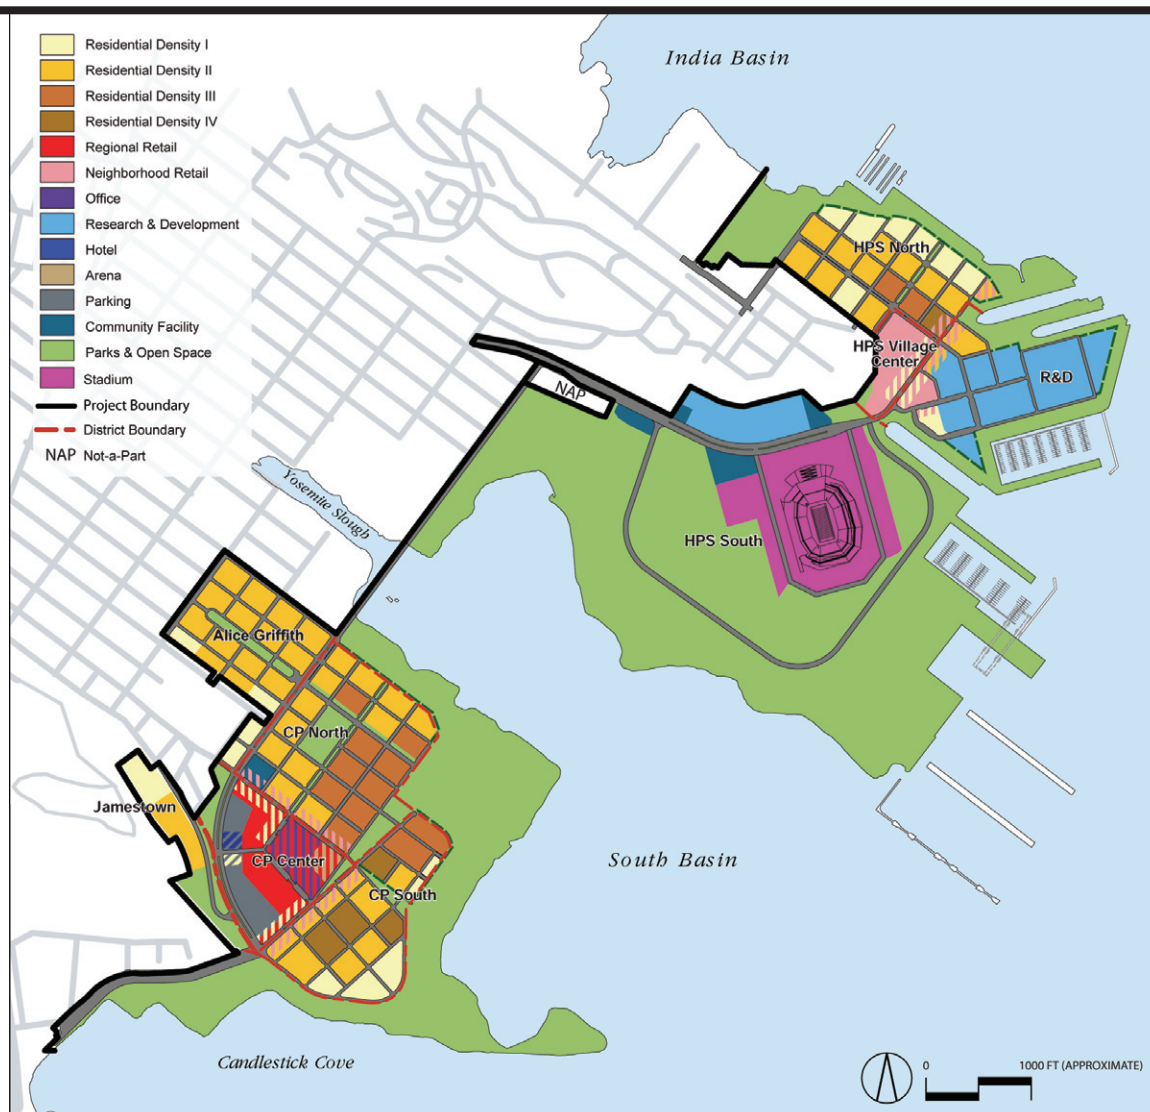 India Basin
Residential Density I
Residential Density II
Residential Density III
Residential Density IV
Regional Retail
Neighborhood Retail
Office
Research & Development
Hotel
Arena
Parking
Community Facility
Parks & Open Space
Stadium
Project Boundary
District Boundary
NAP Not-a-Part
HPS North
HPS Village
Center
R&D
NAP
Yosemite Slough
HPS South
Alice Griffith
CP North
Jamestown
CP Center
South Basin
CP South
Candlestick Cove
0 1000 FT (APPROXIMATE)